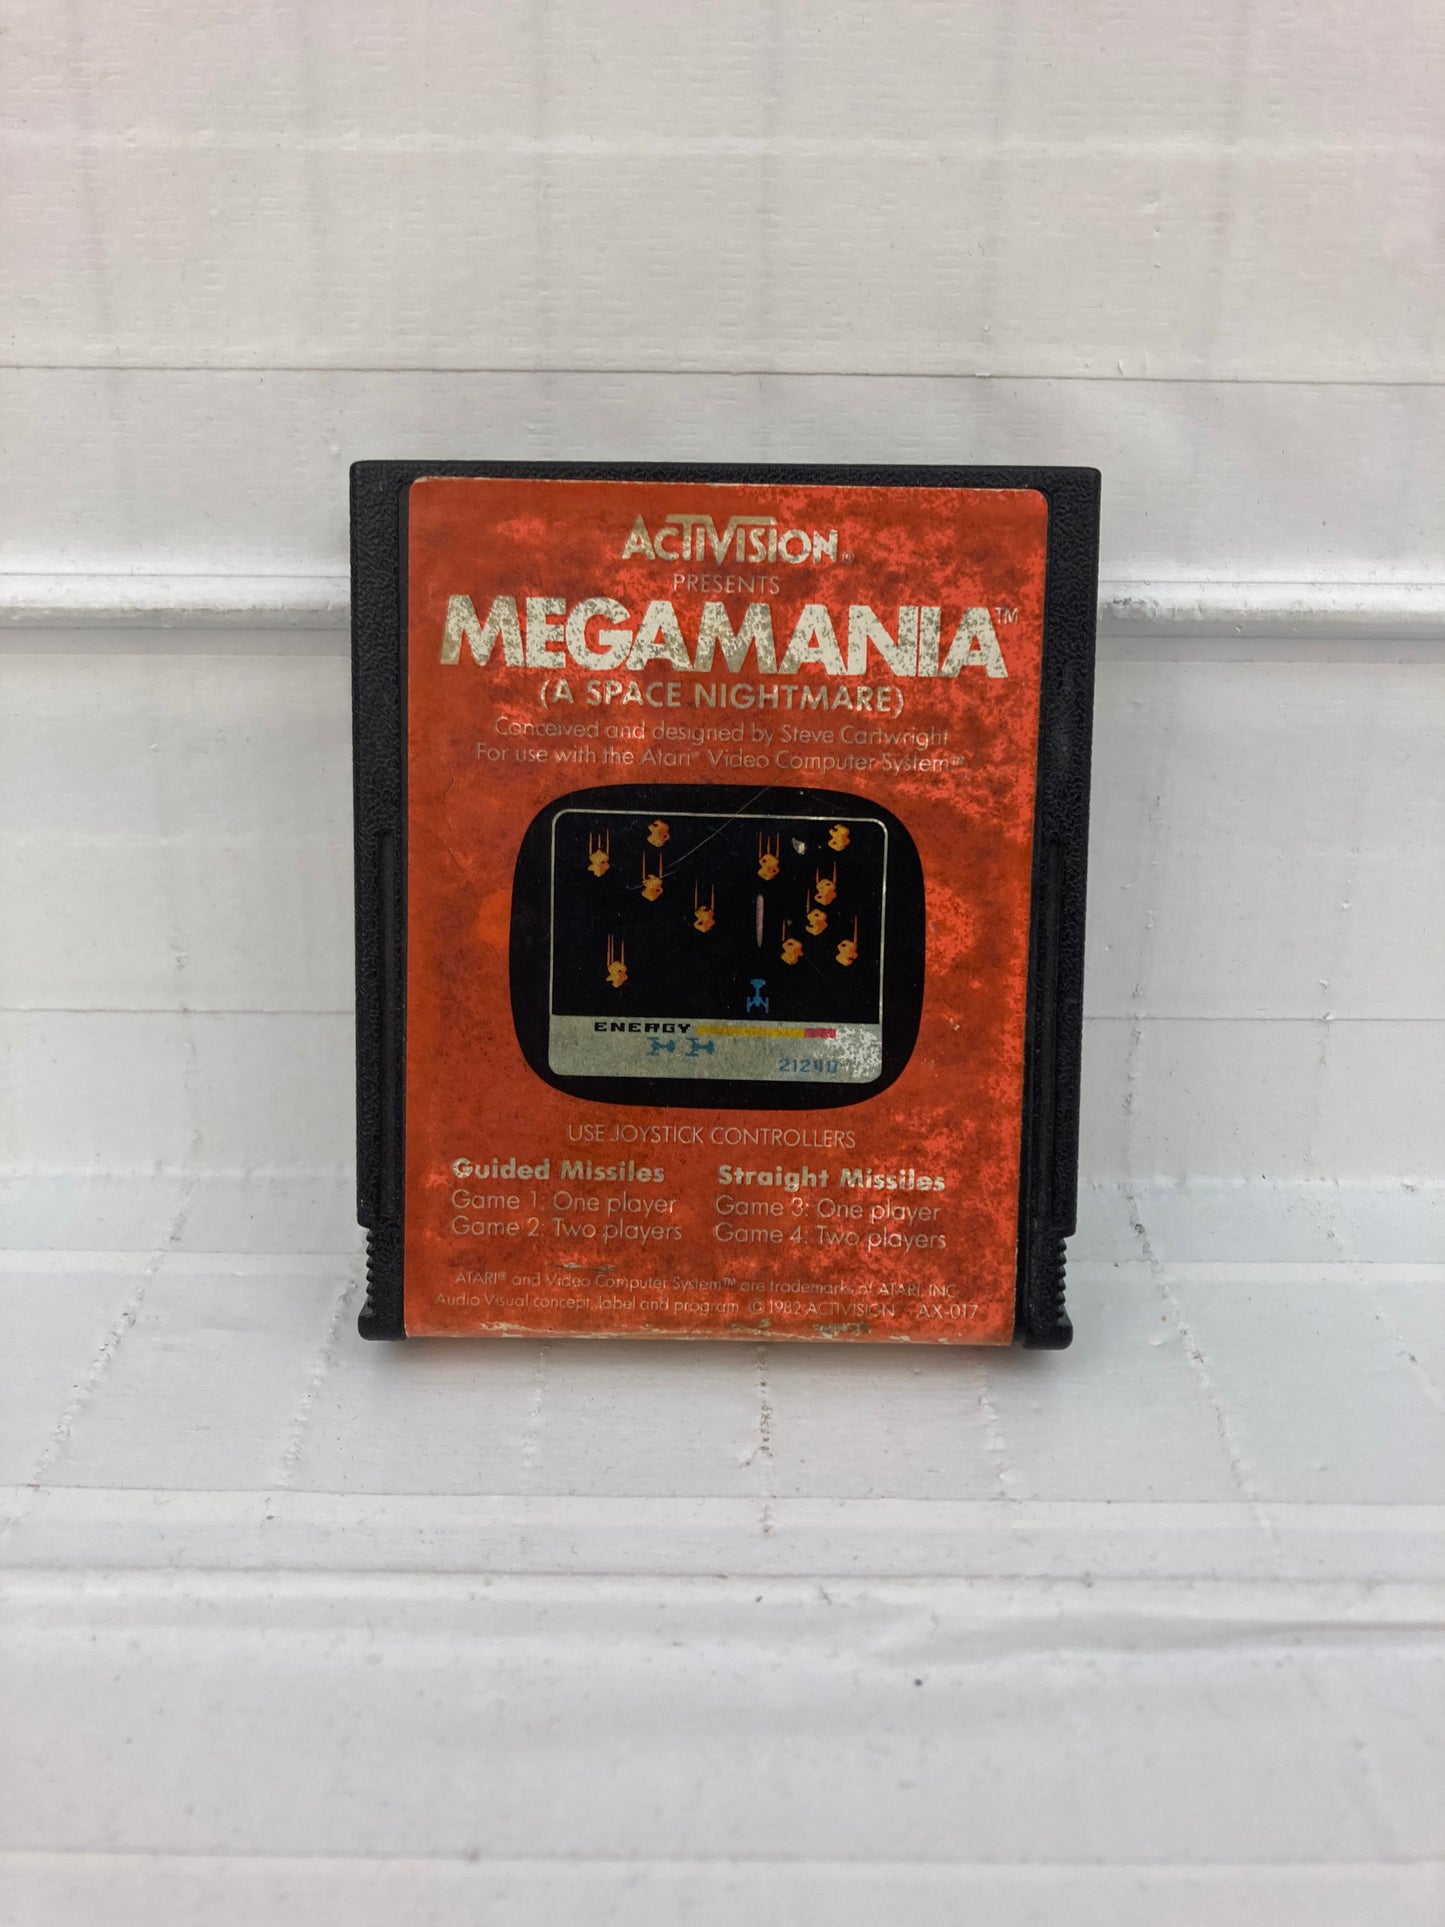 ACTIVISION®
PRESENTS
MEGAMANIA™
(A SPACE NIGHTMARE)
Conceived and designed by Steve Cartwright
For use with the Atari® Video Computer System™
ENERGY
21240
USE JOYSTICK CONTROLLERS
Guided Missiles
Game 1: One player
Game 2: Two players
Straight Missiles
Game 3: One player
Game 4: Two players
ATARI® and Video Computer System™ are trademarks of ATARI, INC.
Audio Visual concept, label and program © 1982 ACTIVISION AX-017